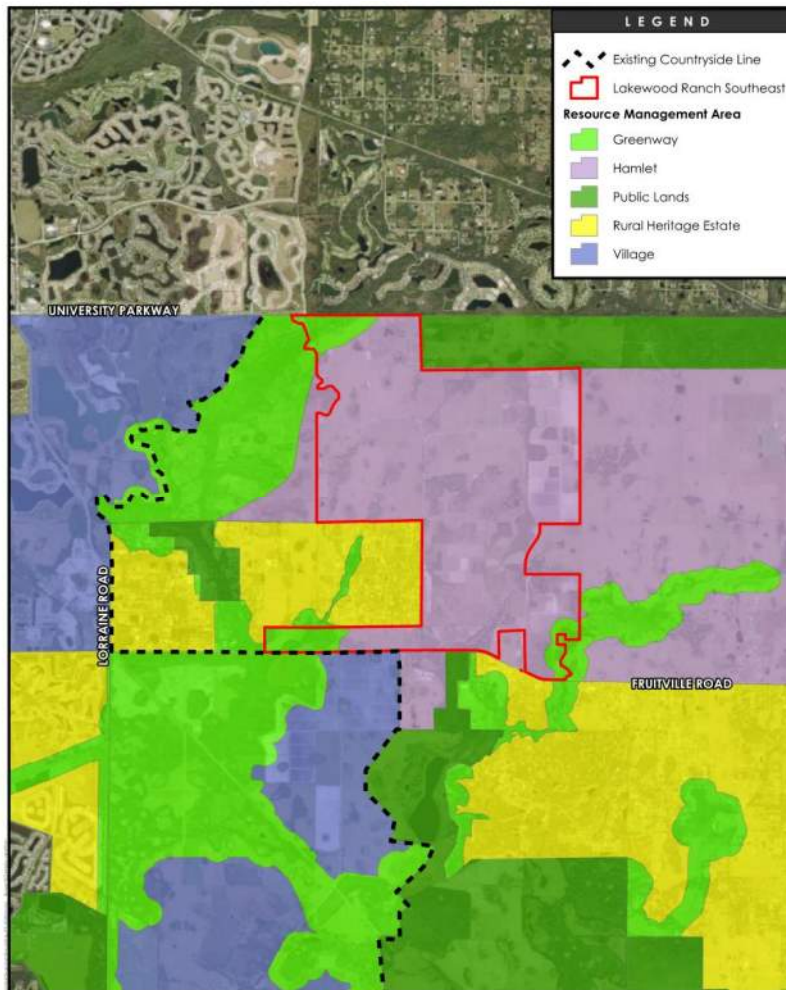 LEGEND
Existing Countryside Line
Lakewood Ranch Southeast
Resource Management Area
Greenway
Hamlet
Public Lands
Rural Heritage Estate
Village
UNIVERSITY PARKWAY
LORRAINE ROAD
FRUITVILLE ROAD